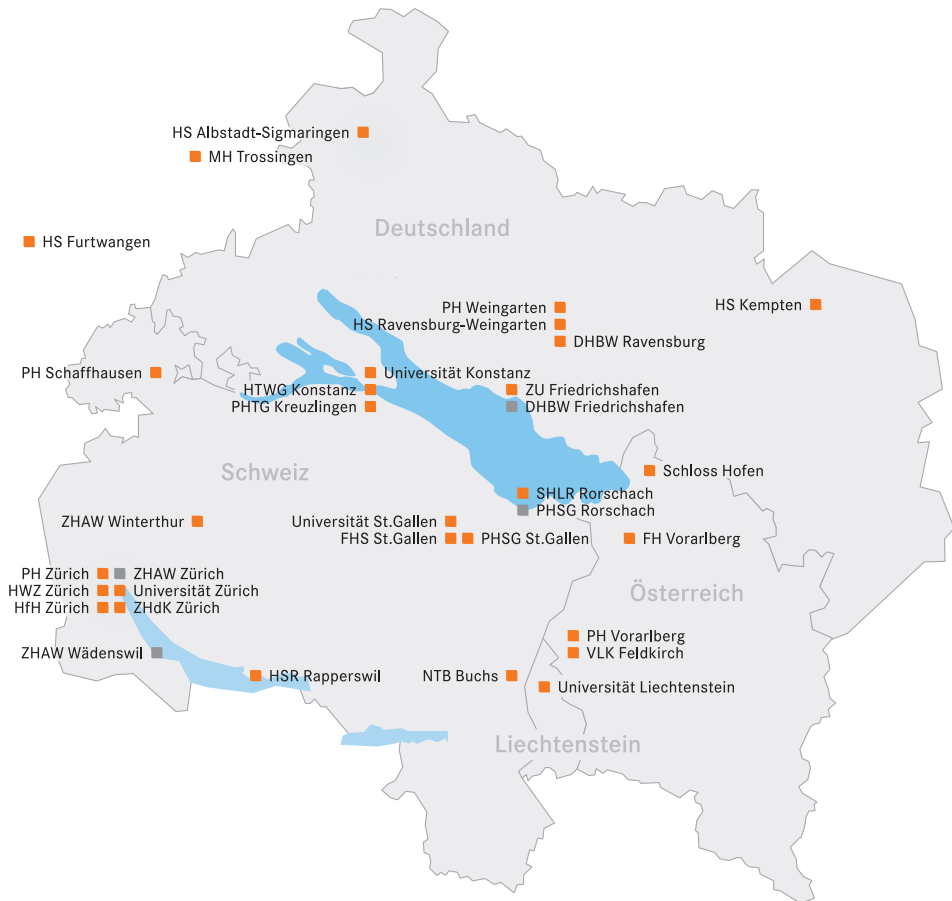 HS Albstadt-Sigmaringen
MH Trossingen
Deutschland
HS Furtwangen
PH Weingarten
HS Kempten
HS Ravensburg-Weingarten
DHBW Ravensburg
PH Schaffhausen
Universität Konstanz
HTWG Konstanz
ZU Friedrichshafen
PHTG Kreuzlingen
DHBW Friedrichshafen
Schweiz
Schloss Hofen
SHLR Rorschach
PHSG Rorschach
ZHAW Winterthur
Universität St.Gallen
FHS St.Gallen
PHSG St.Gallen
FH Vorarlberg
PH Zürich
ZHAW Zürich
HWZ Zürich
Universität Zürich
Österreich
HfH Zürich
ZHdK Zürich
PH Vorarlberg
ZHAW Wädenswil
VLK Feldkirch
HSR Rapperswil
NTB Buchs
Universität Liechtenstein
Liechtenstein